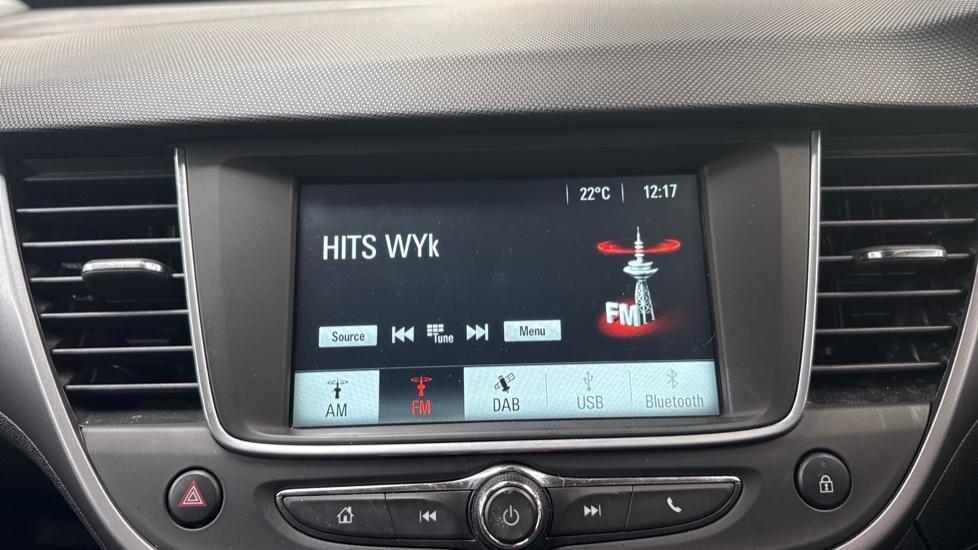 22°C 12:17
HITS WYk
FM
Source Tune Menu
AM FM DAB USB Bluetooth